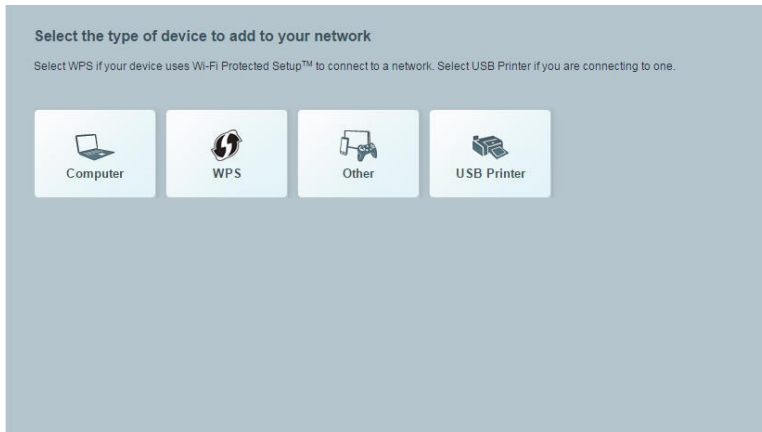 Select the type of device to add to your network
Select WPS if your device uses Wi-Fi Protected Setup™ to connect to a network. Select USB Printer if you are connecting to one.
Computer
WPS
Other
USB Printer